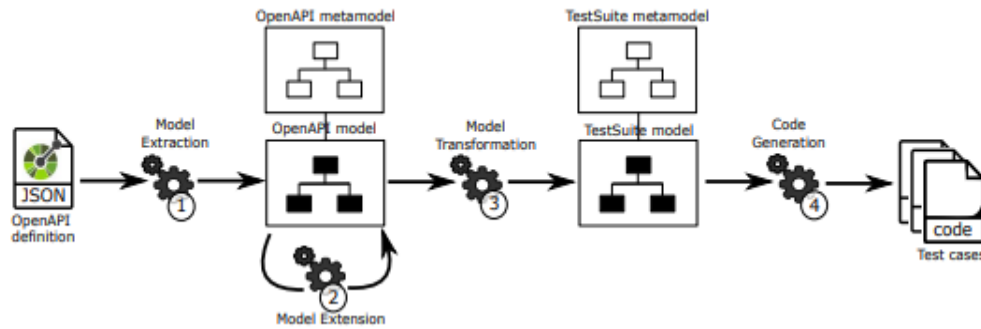 OpenAPI metamodel
TestSuite metamodel
Model
Extraction
OpenAPI model
Model
Transformation
TestSuite model
Code
Generation
JSON
1
3
4
OpenAPI
definition
code
Test cases
2
Model Extension